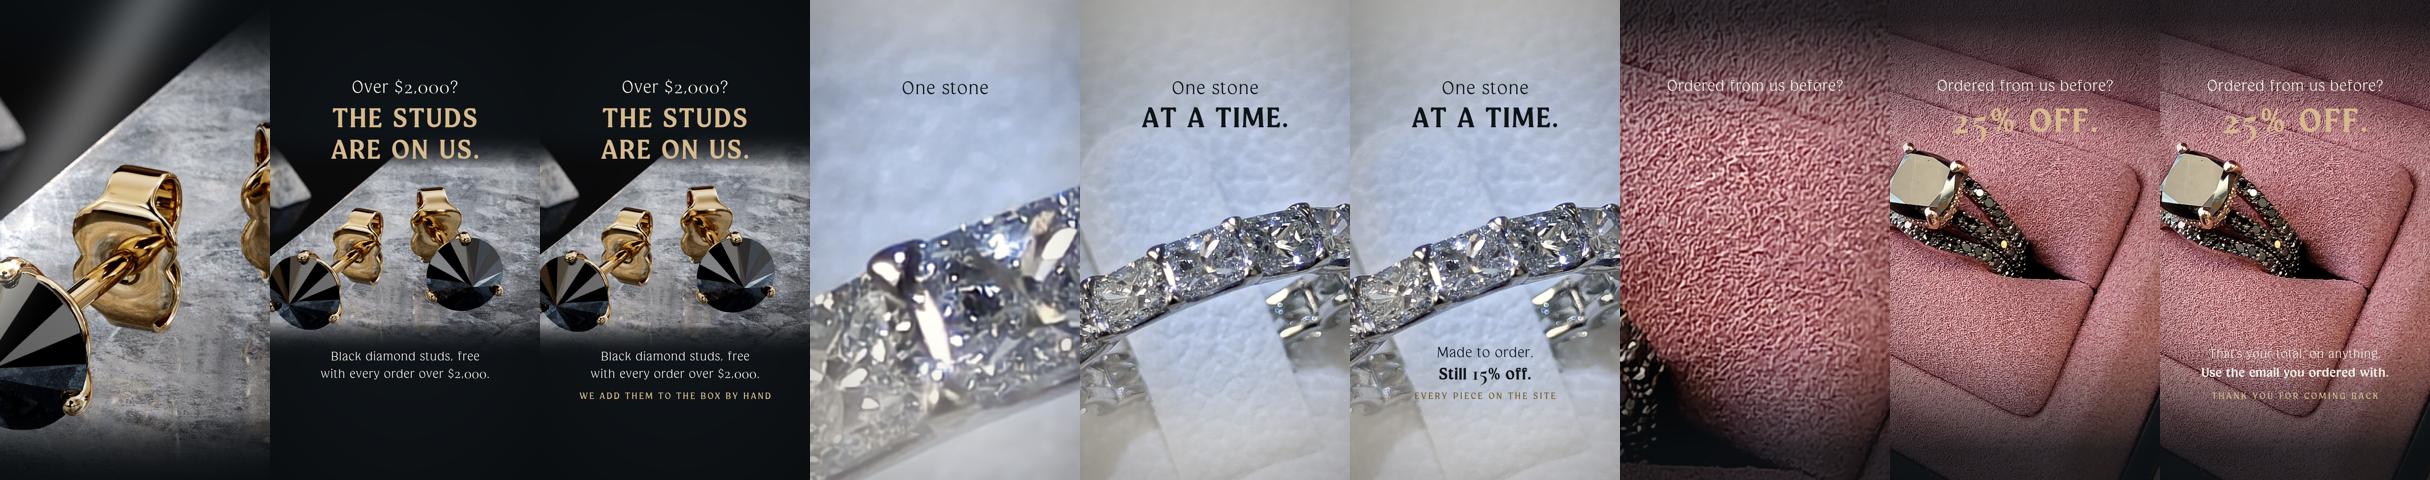 Over $2,000?
THE STUDS
ARE ON US.
Black diamond studs, free
with every order over $2,000.
Over $2,000?
THE STUDS
ARE ON US.
Black diamond studs, free
with every order over $2,000.
WE ADD THEM TO THE BOX BY HAND
One stone
One stone
AT A TIME.
One stone
AT A TIME.
Made to order.
Still 15% off.
EVERY PIECE ON THE SITE
Ordered from us before?
Ordered from us before?
25% OFF.
Ordered from us before?
25% OFF.
That's your total, on anything.
Use the email you ordered with.
THANK YOU FOR COMING BACK